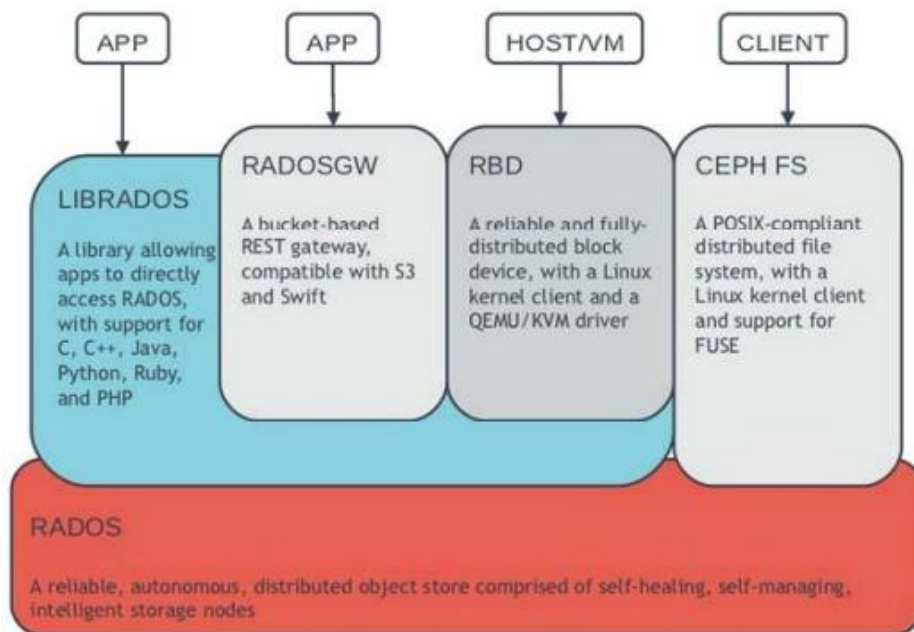 APP
APP
HOST/VM
CLIENT
LIBRADOS
A library allowing
apps to directly
access RADOS,
with support for
C, C++, Java,
Python, Ruby,
and PHP
RADOSGW
A bucket-based
REST gateway,
compatible with S3
and Swift
RBD
A reliable and fully-
distributed block
device, with a Linux
kernel client and a
QEMU/KVM driver
CEPH FS
A POSIX-compliant
distributed file
system, with a
Linux kernel client
and support for
FUSE
RADOS
A reliable, autonomous, distributed object store comprised of self-healing, self-managing,
intelligent storage nodes